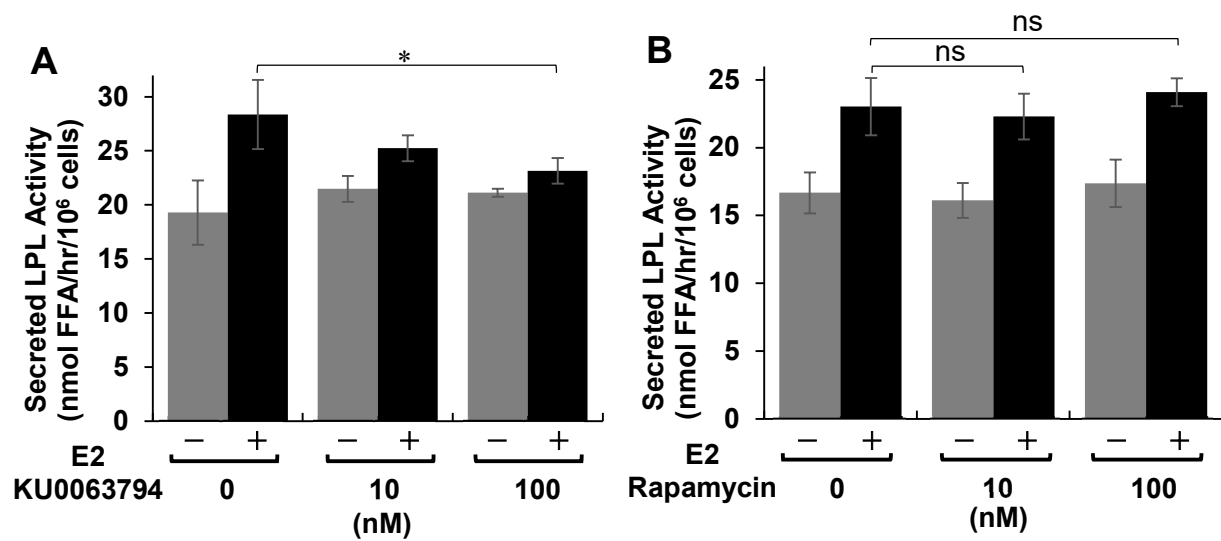 A
*
Secreted LPL Activity
(nmol FFA/hr/10⁶ cells)
30
25
20
15
10
5
0
E2
− + − + − +
KU0063794 0 10 100
(nM)
B
ns
ns
Secreted LPL Activity
(nmol FFA/hr/10⁶ cells)
25
20
15
10
5
0
E2
− + − + − +
Rapamycin 0 10 100
(nM)